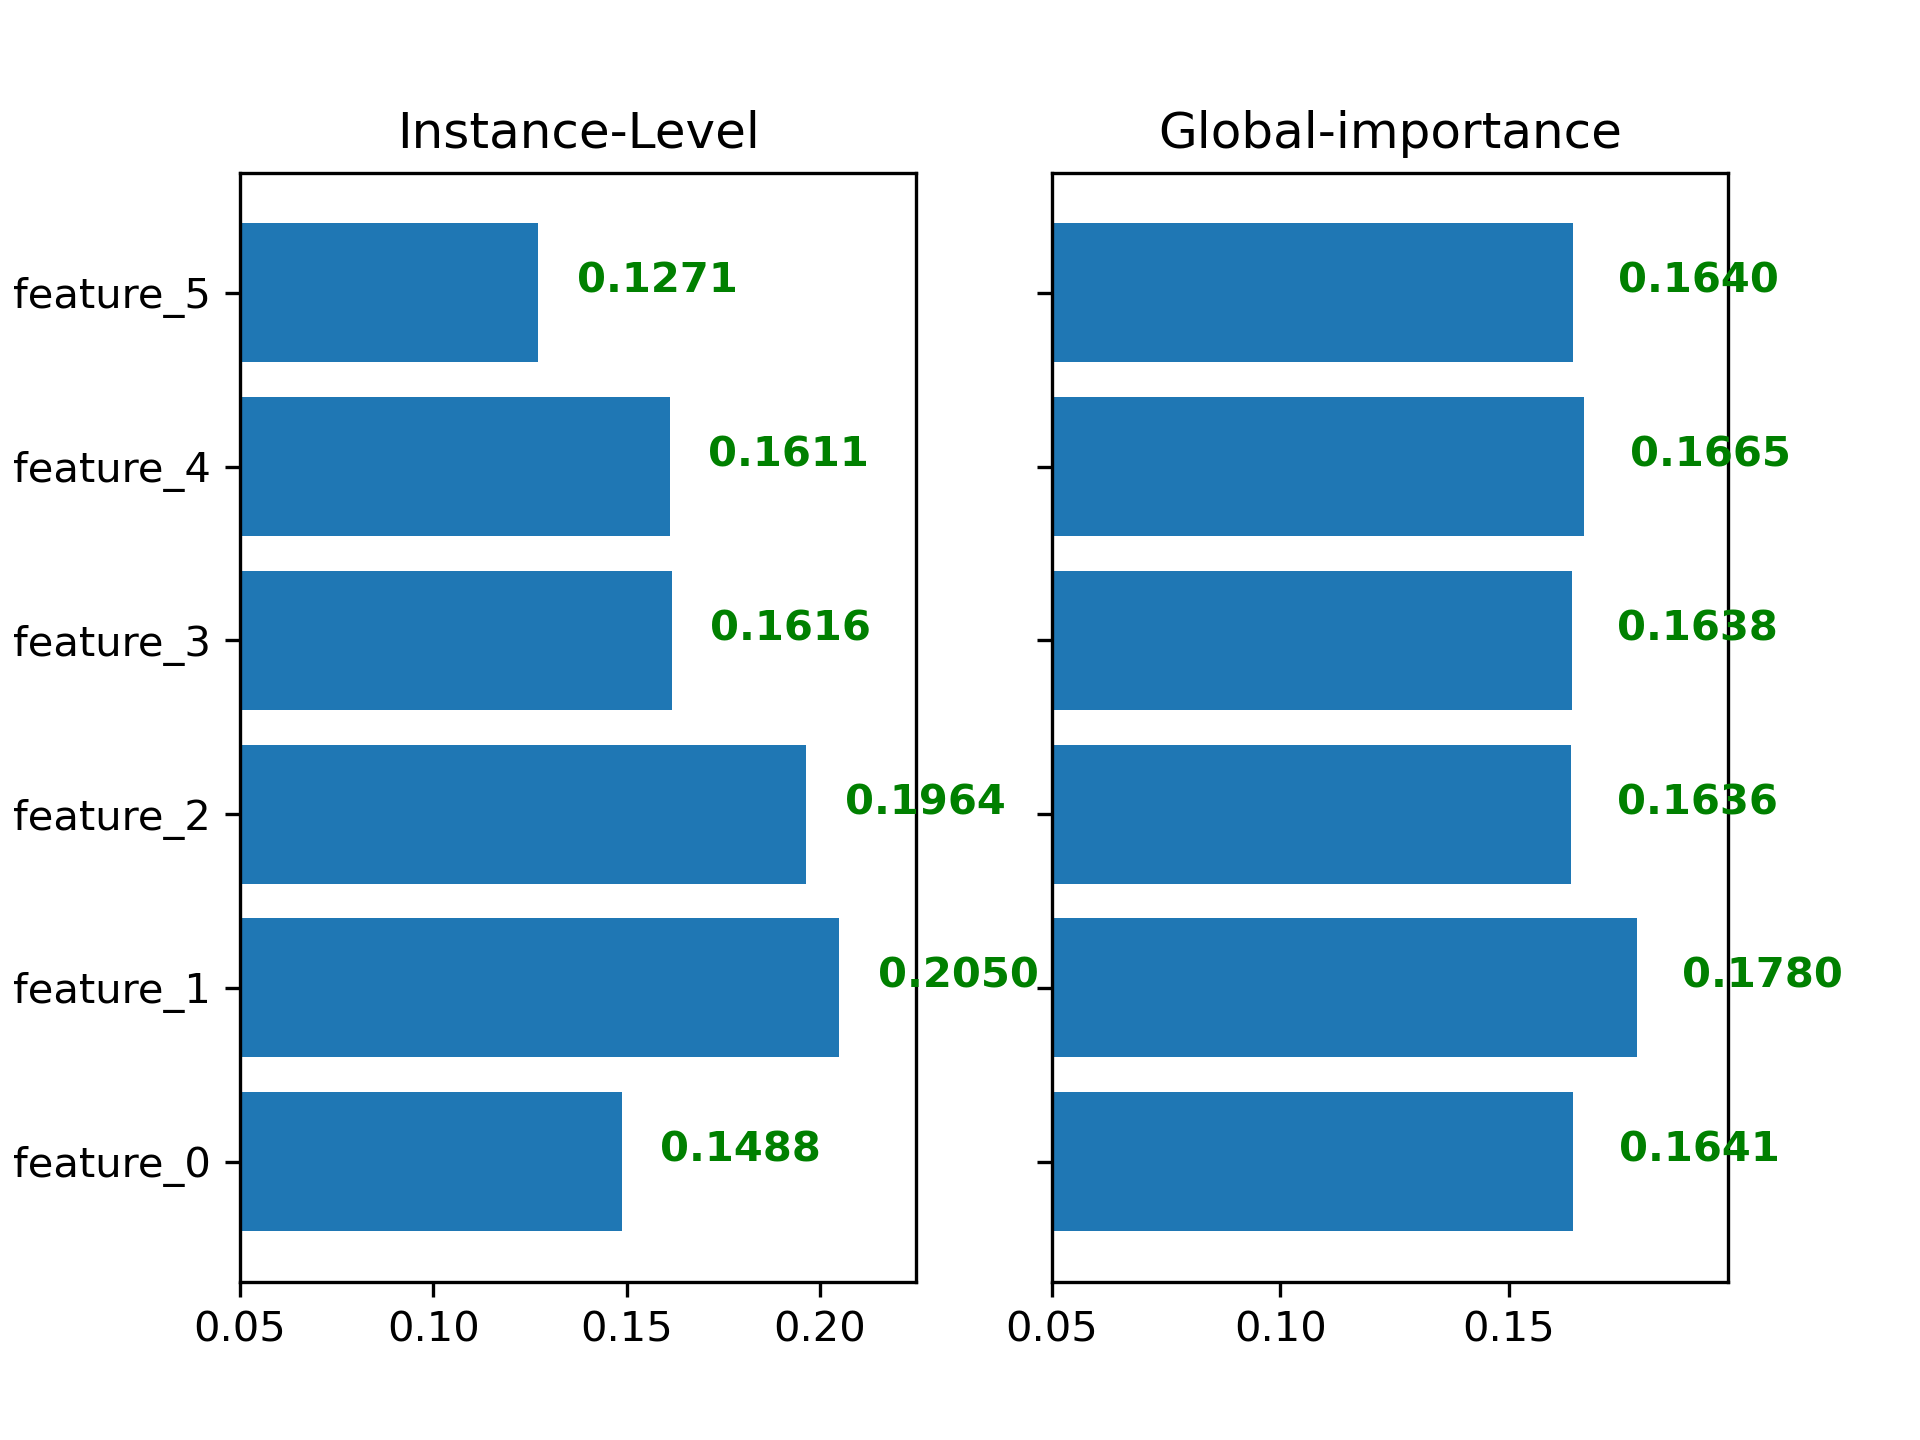 Instance-Level
Global-importance
feature_5
0.1271
0.1640
feature_4
0.1611
0.1665
feature_3
0.1616
0.1638
feature_2
0.1964
0.1636
feature_1
0.2050
0.1780
feature_0
0.1488
0.1641
0.05 0.10 0.15 0.20
0.05 0.10 0.15